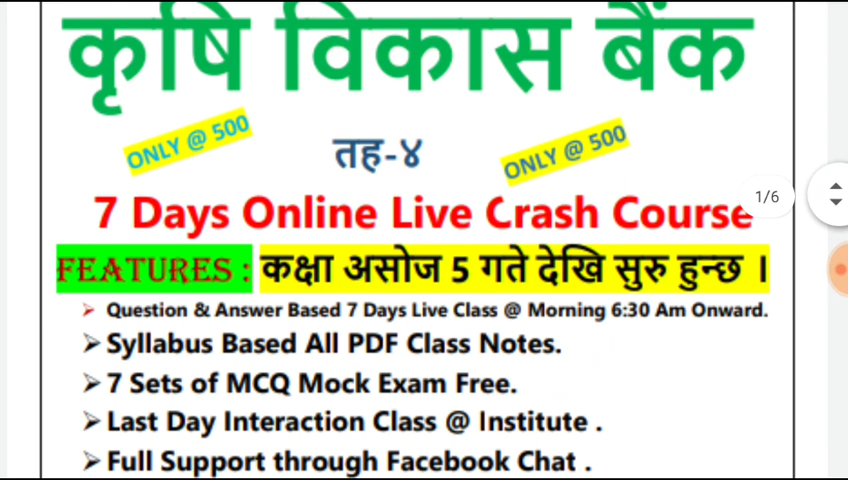 कृषि विकास बैंक
ONLY @ 500
तह-४
ONLY @ 500
7 Days Online Live Crash Course
1/6
FEATURES : कक्षा असोज 5 गते देखि सुरु हुन्छ ।
➤ Question & Answer Based 7 Days Live Class @ Morning 6:30 Am Onward.
➤ Syllabus Based All PDF Class Notes.
➤ 7 Sets of MCQ Mock Exam Free.
➤ Last Day Interaction Class @ Institute .
➤ Full Support through Facebook Chat .